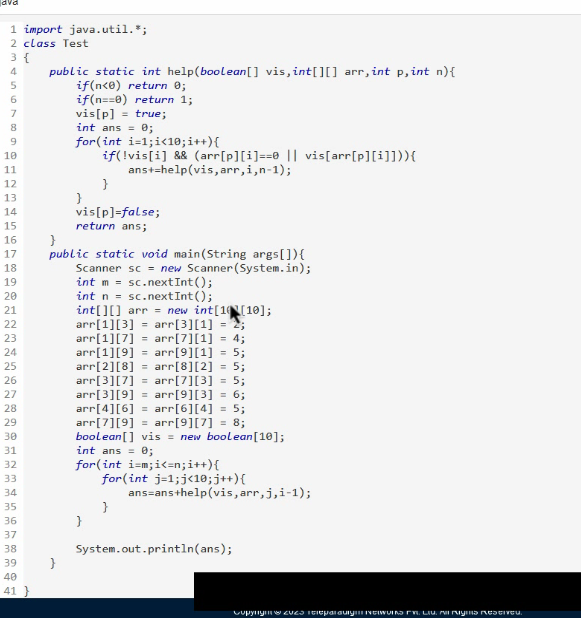 java
1 import java.util.*;
2 class Test
3 {
4 public static int help(boolean[] vis,int[][] arr,int p,int n){
5 if(n<0) return 0;
6 if(n==0) return 1;
7 vis[p] = true;
8 int ans = 0;
9 for(int i=1;i<10;i++){
10 if(!vis[i] && (arr[p][i]==0 || vis[arr[p][i]])){
11 ans+=help(vis,arr,i,n-1);
12 }
13 }
14 vis[p]=false;
15 return ans;
16 }
17 public static void main(String args[]){
18 Scanner sc = new Scanner(System.in);
19 int m = sc.nextInt();
20 int n = sc.nextInt();
21 int[][] arr = new int[10][10];
22 arr[1][3] = arr[3][1] = 2;
23 arr[1][7] = arr[7][1] = 4;
24 arr[1][9] = arr[9][1] = 5;
25 arr[2][8] = arr[8][2] = 5;
26 arr[3][7] = arr[7][3] = 5;
27 arr[3][9] = arr[9][3] = 6;
28 arr[4][6] = arr[6][4] = 5;
29 arr[7][9] = arr[9][7] = 8;
30 boolean[] vis = new boolean[10];
31 int ans = 0;
32 for(int i=m;i<=n;i++){
33 for(int j=1;j<10;j++){
34 ans=ans+help(vis,arr,j,i-1);
35 }
36 }
37
38 System.out.println(ans);
39 }
40
41 }
Copyright © 2023 Teleparadigm Networks Pvt. Ltd. All Rights Reserved.